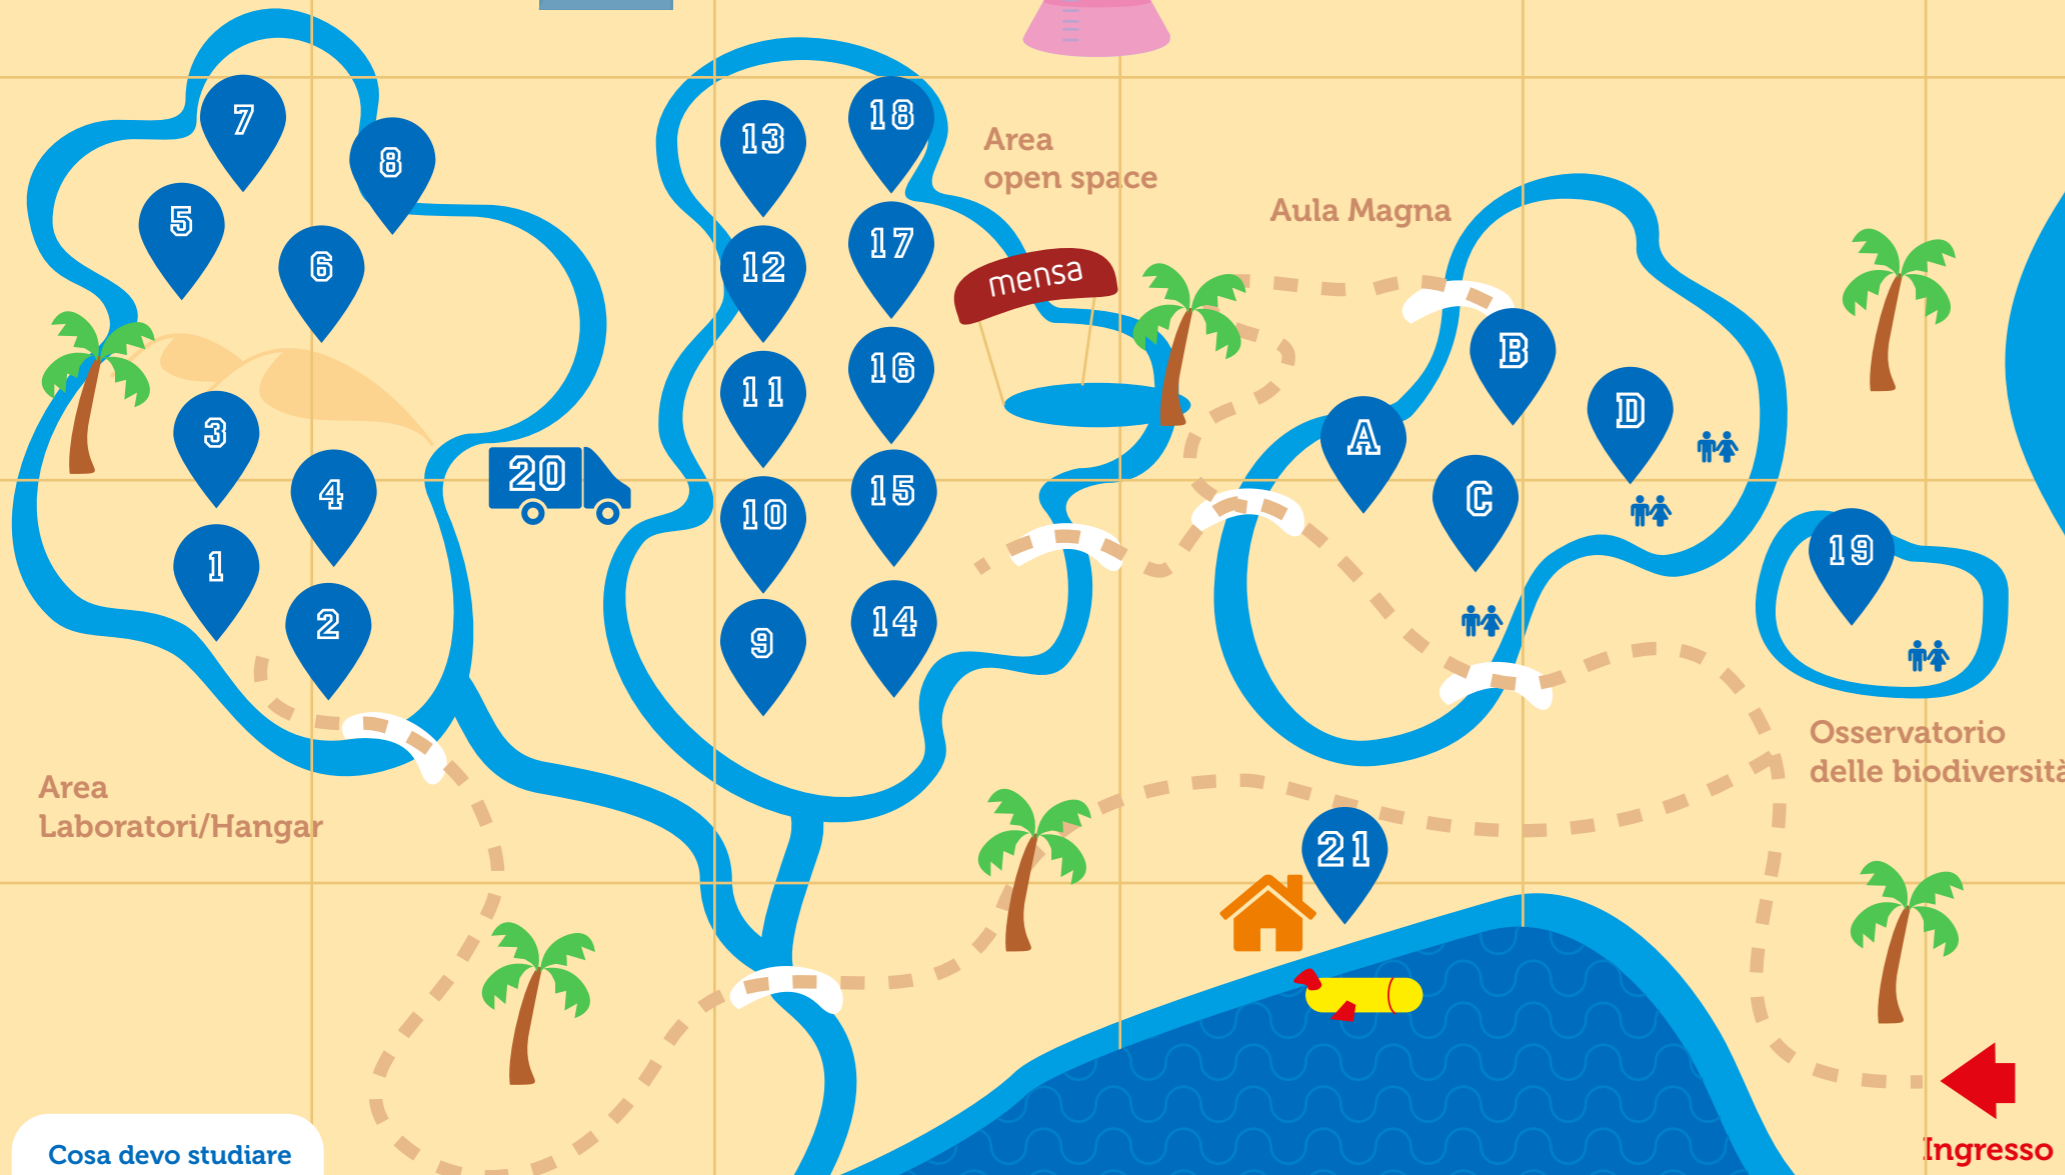 7
8
5
6
3
4
1
2
20
13
18
12
17
11
16
10
15
9
14
Area
open space
mensa
Aula Magna
A
B
C
D
19
21
Area
Laboratori/Hangar
Osservatorio
delle biodiversità
Ingresso
Cosa devo studiare